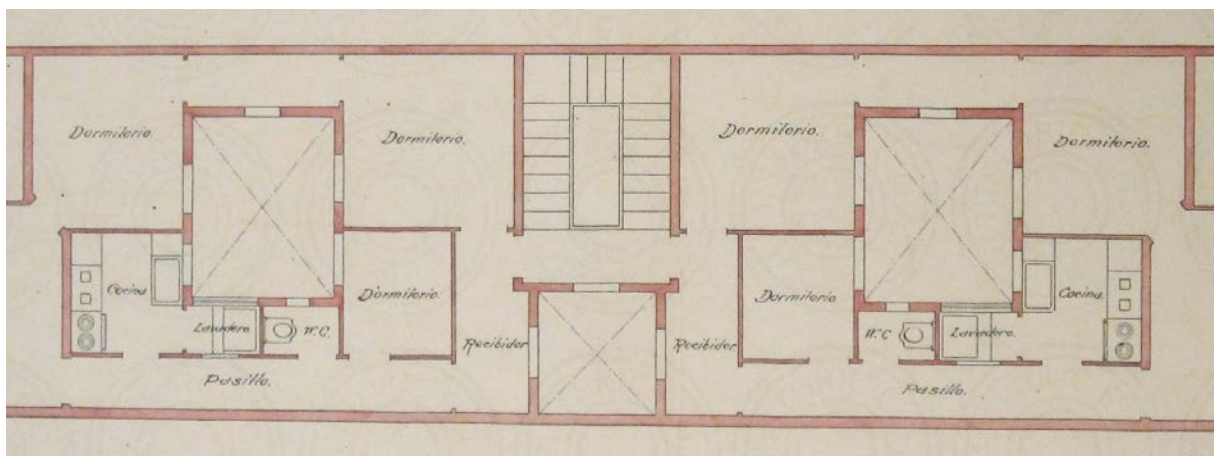 Dormitorio.
Dormitorio.
Dormitorio.
Dormitorio.
Cocina
Dormitorio.
Lavadero.
W.C.
Recibidor
Recibidor
Dormitorio
W.C
Lavadero.
Cocina.
Pasillo.
Pasillo.